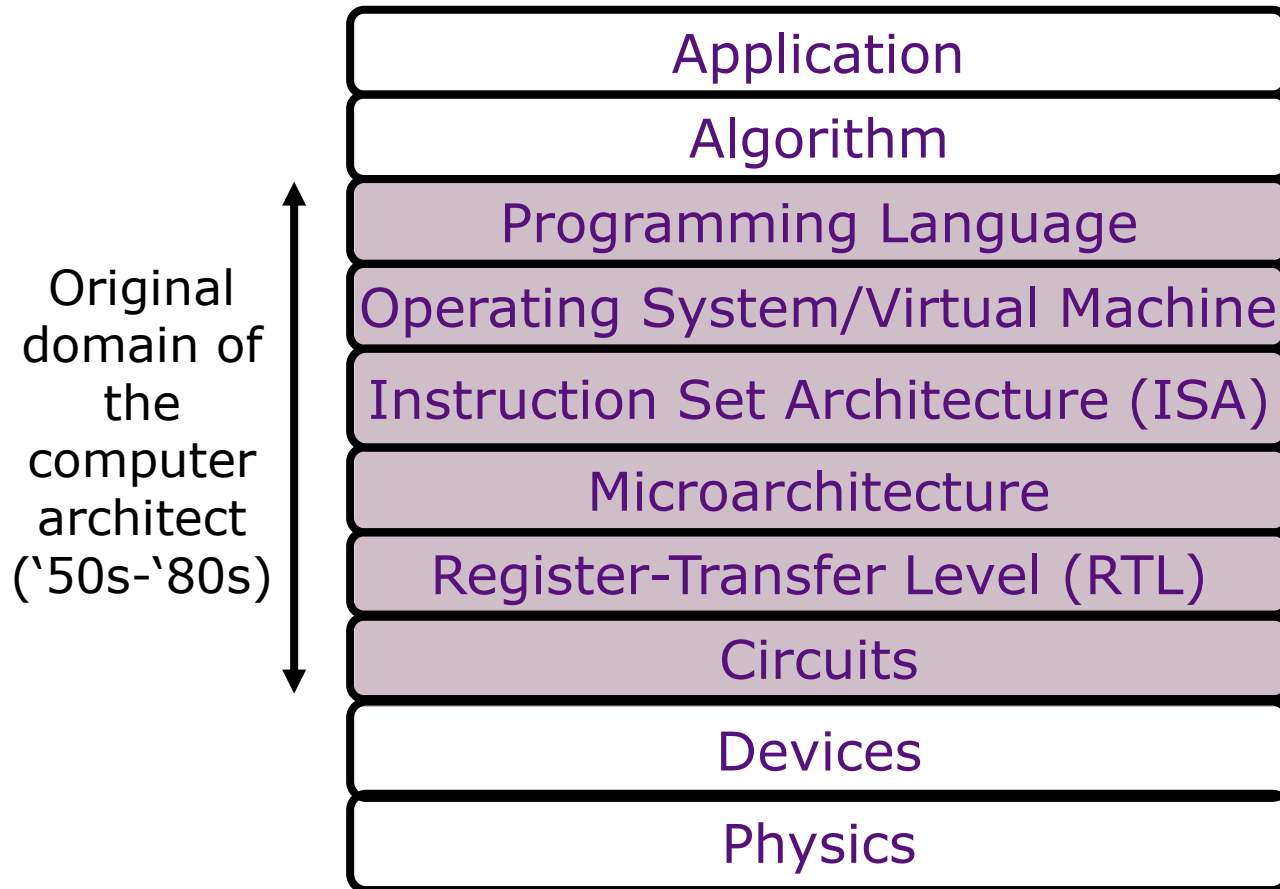 Application
Algorithm
Programming Language
Operating System/Virtual Machine
Instruction Set Architecture (ISA)
Microarchitecture
Register-Transfer Level (RTL)
Circuits
Devices
Physics
Original
domain of
the
computer
architect
(‘50s-‘80s)